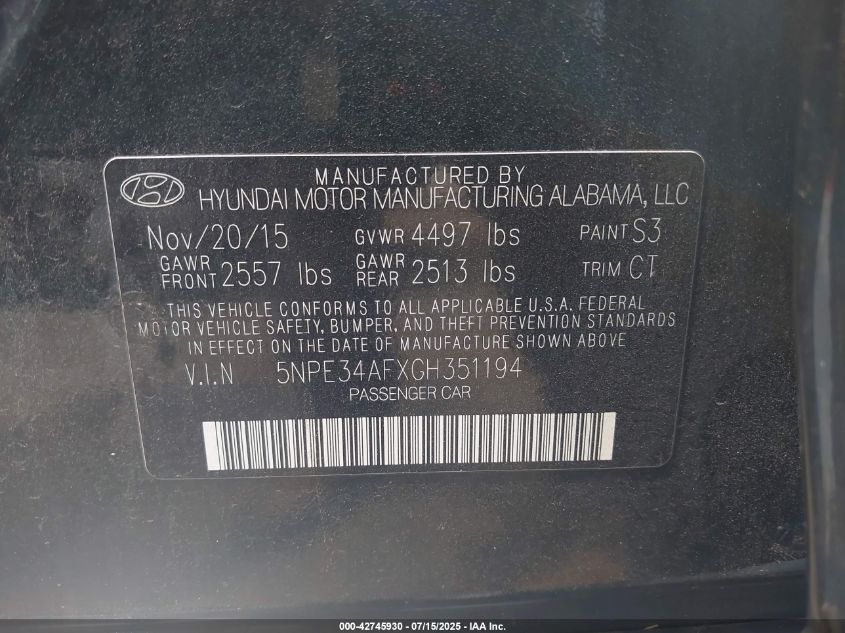 MANUFACTURED BY
HYUNDAI MOTOR MANUFACTURING ALABAMA, LLC
Nov/20/15 GVWR 4497 lbs PAINT S3
GAWR FRONT 2557 lbs GAWR REAR 2513 lbs TRIM CT
THIS VEHICLE CONFORMS TO ALL APPLICABLE U.S.A. FEDERAL
MOTOR VEHICLE SAFETY, BUMPER, AND THEFT PREVENTION STANDARDS
IN EFFECT ON THE DATE OF MANUFACTURE SHOWN ABOVE
V.I.N 5NPE34AFXGH351194
PASSENGER CAR
000-42745930 - 07/15/2025 - IAA Inc.